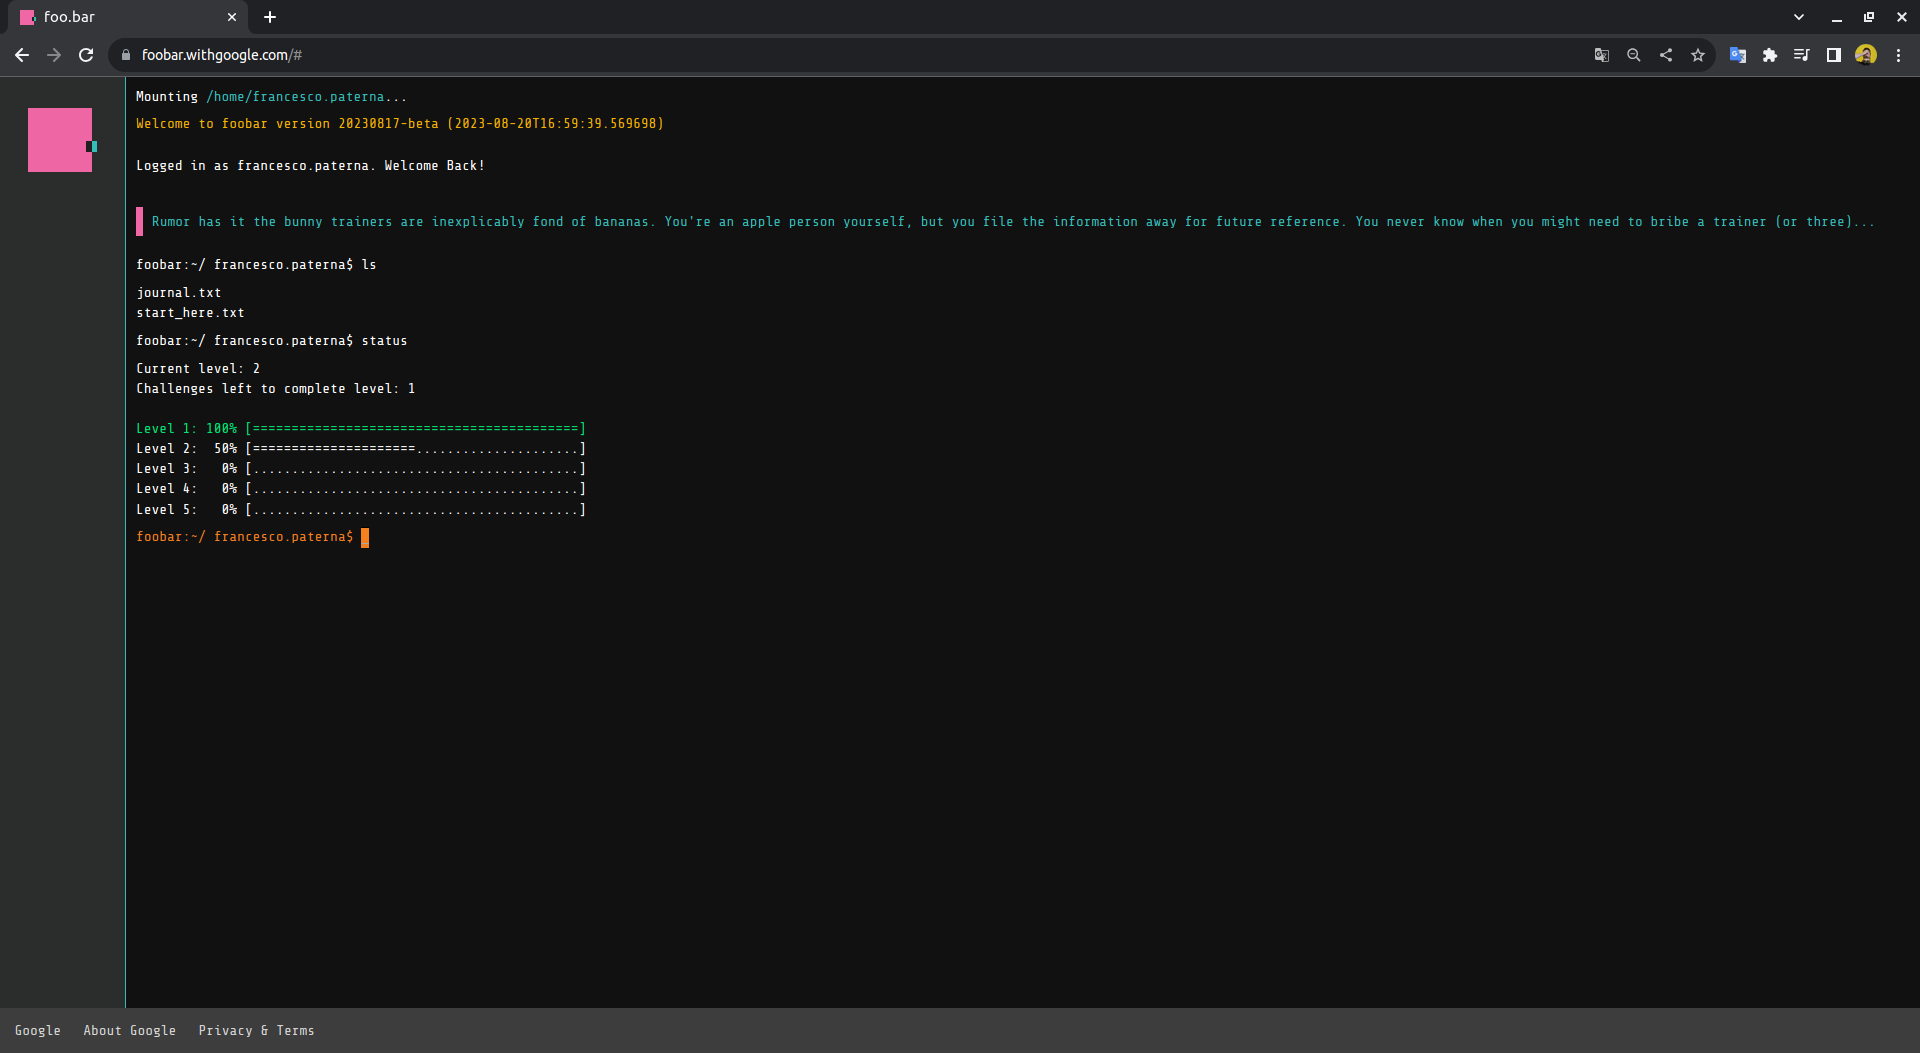 foo.bar
foobar.withgoogle.com/#
Mounting /home/francesco.paterna...
Welcome to foobar version 20230817-beta (2023-08-20T16:59:39.569698)
Logged in as francesco.paterna. Welcome Back!
Rumor has it the bunny trainers are inexplicably fond of bananas. You're an apple person yourself, but you file the information away for future reference. You never know when you might need to bribe a trainer (or three)...
foobar:~/ francesco.paterna$ ls
journal.txt
start_here.txt
foobar:~/ francesco.paterna$ status
Current level: 2
Challenges left to complete level: 1
Level 1: 100% [==========================================]
Level 2:  50% [=====================.....................]
Level 3:   0% [..........................................]
Level 4:   0% [..........................................]
Level 5:   0% [..........................................]
foobar:~/ francesco.paterna$
Google About Google Privacy & Terms